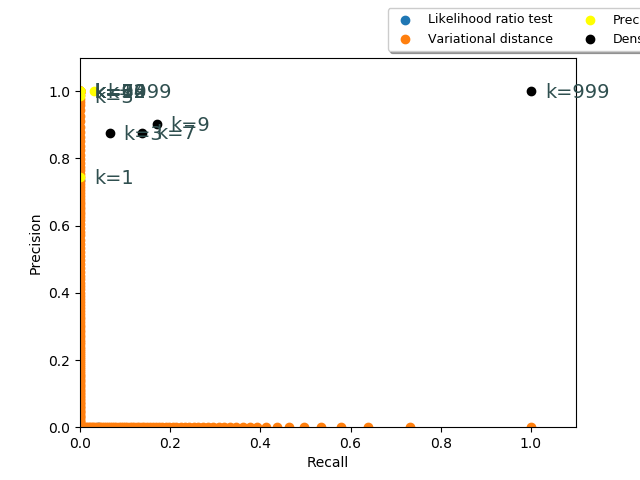 Likelihood ratio test
Variational distance
Prec
Dens
1.0
0.8
0.6
0.4
0.2
0.0
Precision
k=999
k=9
k=3
k=7
k=1
0.0
0.2
0.4
0.6
0.8
1.0
Recall